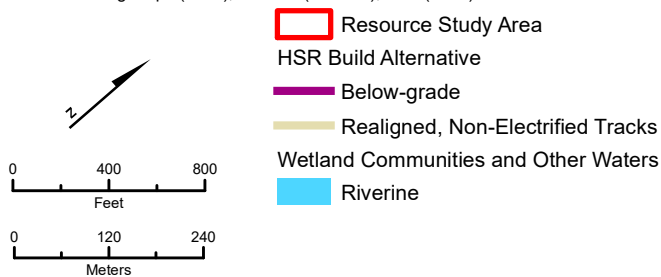 Resource Study Area
HSR Build Alternative
Below-grade
Realigned, Non-Electrified Tracks
Wetland Communities and Other Waters
Riverine
N
0 400 800
Feet
0 120 240
Meters